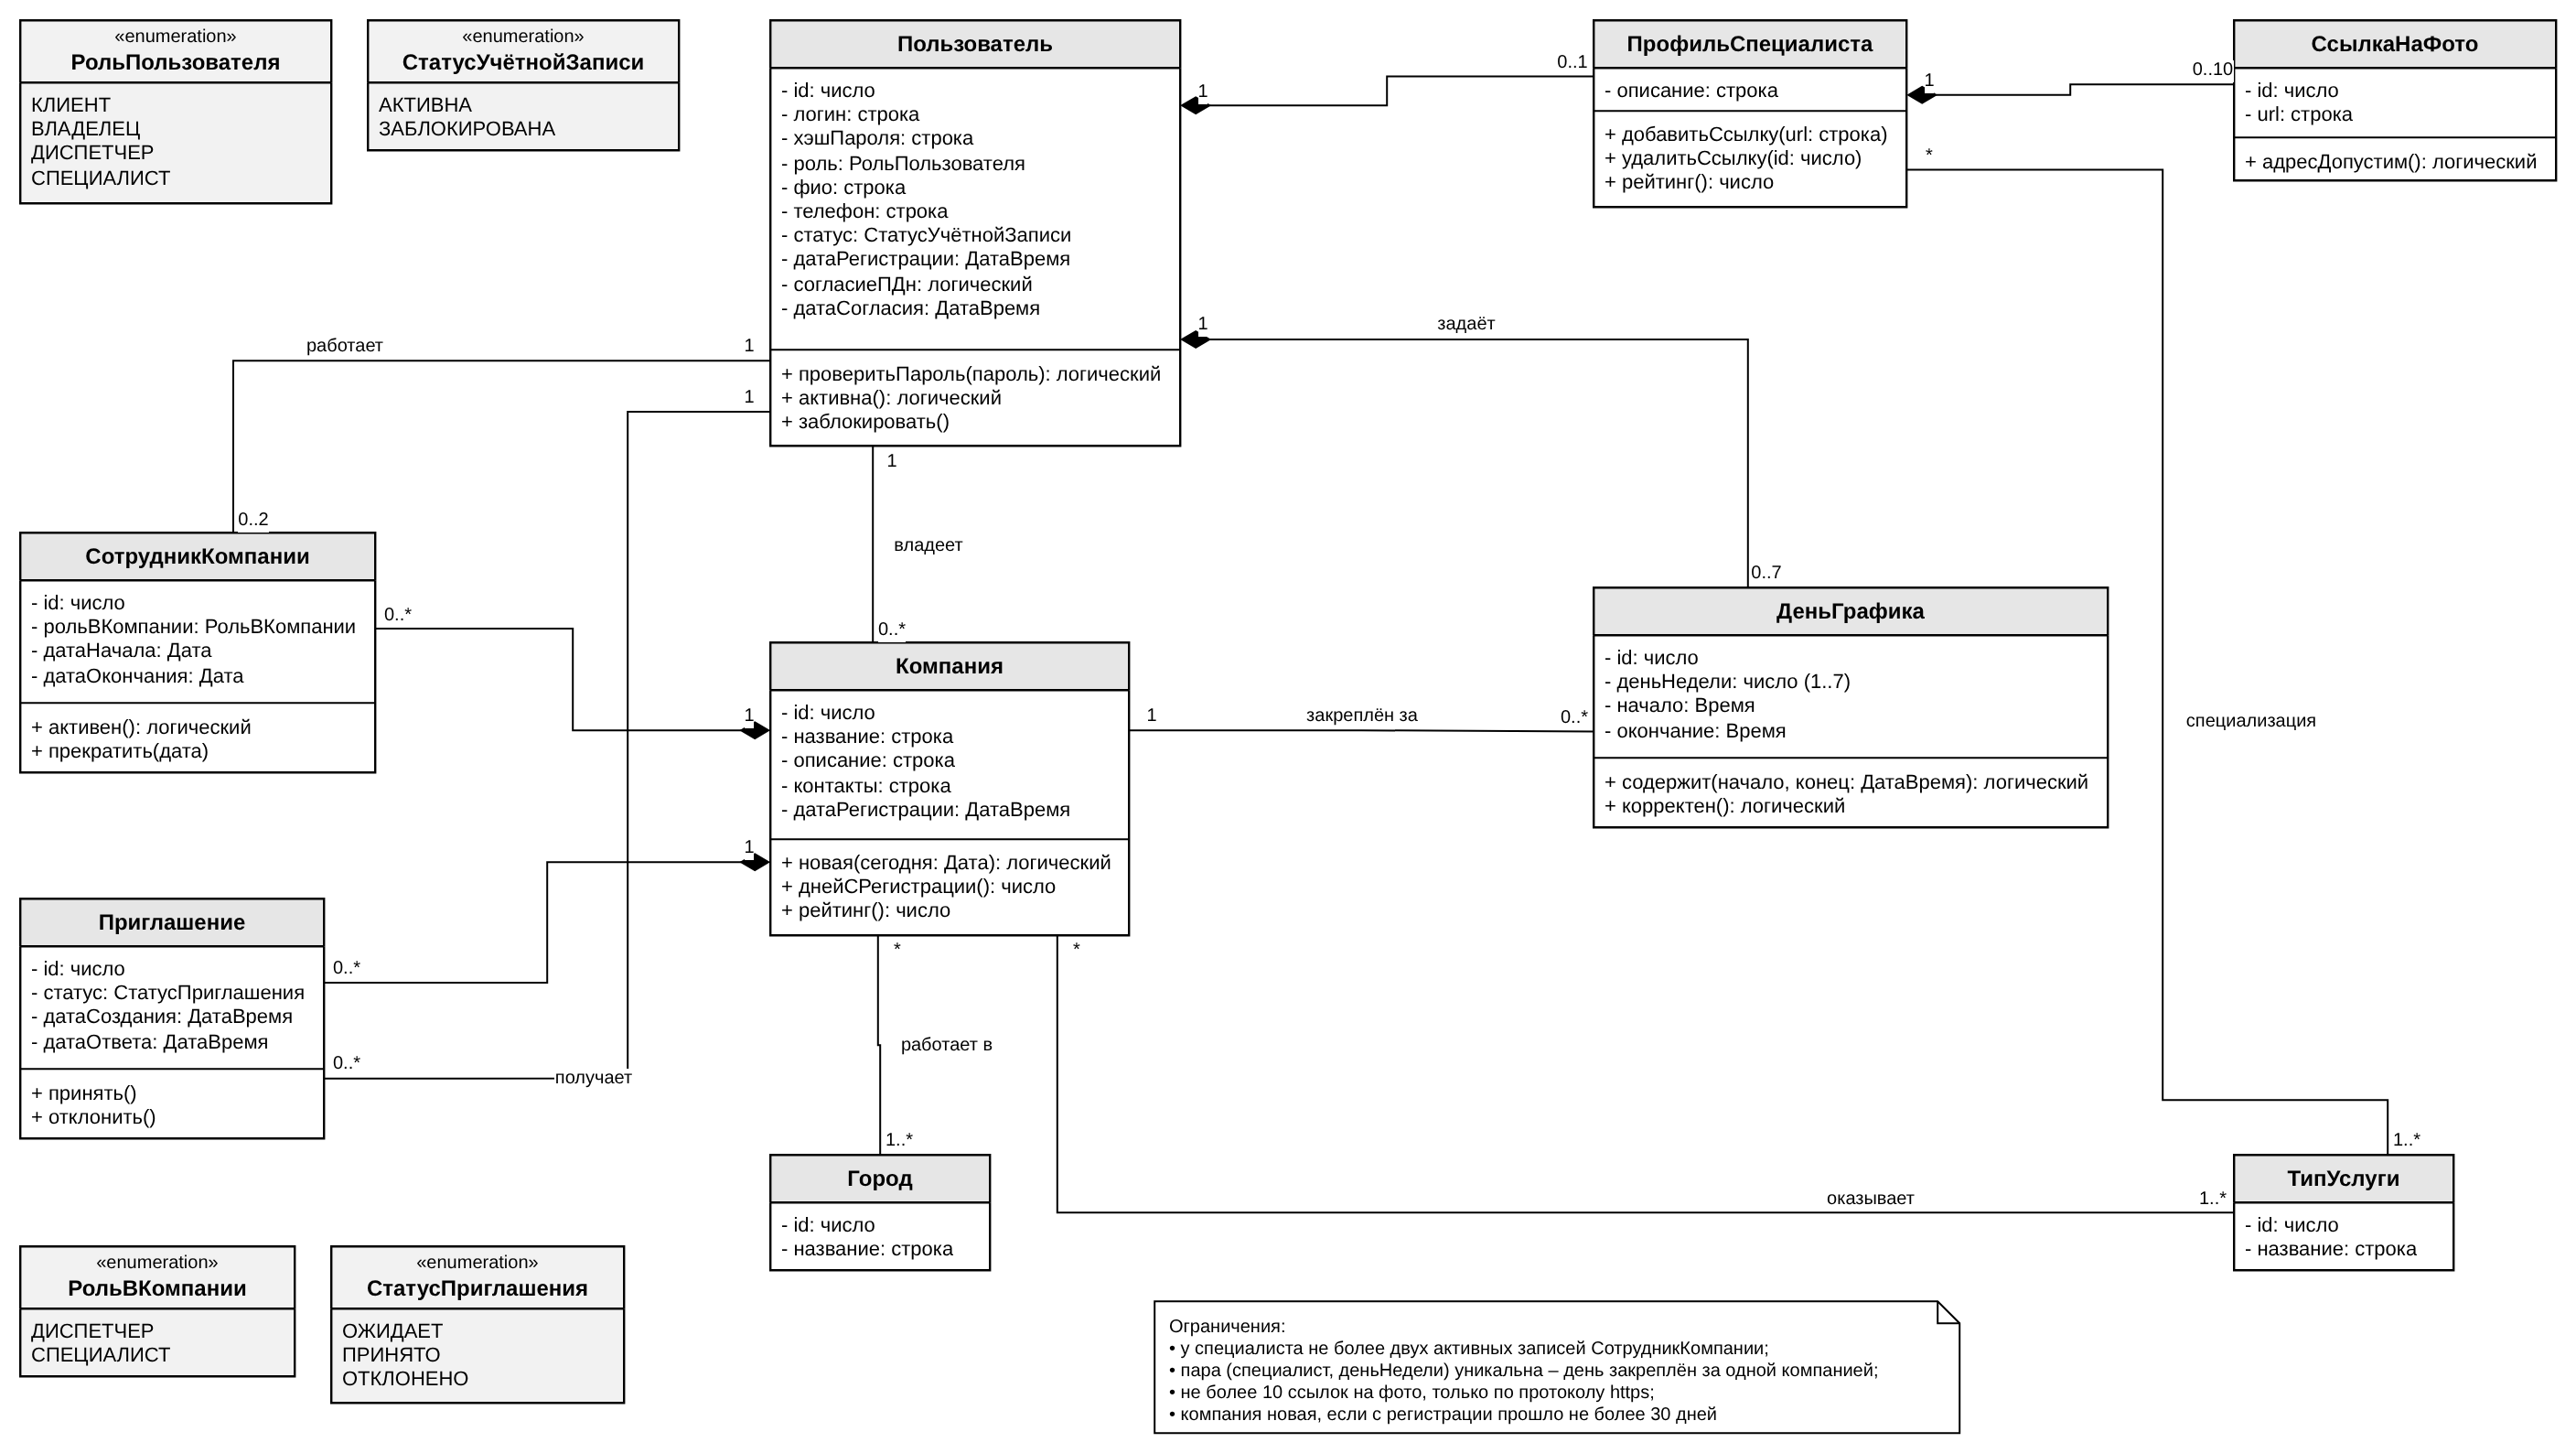 «enumeration»
РольПользователя
КЛИЕНТ
ВЛАДЕЛЕЦ
ДИСПЕТЧЕР
СПЕЦИАЛИСТ
«enumeration»
СтатусУчётнойЗаписи
АКТИВНА
ЗАБЛОКИРОВАНА
Пользователь
- id: число
- логин: строка
- хэшПароля: строка
- роль: РольПользователя
- фио: строка
- телефон: строка
- статус: СтатусУчётнойЗаписи
- датаРегистрации: ДатаВремя
- согласиеПДн: логический
- датаСогласия: ДатаВремя
+ проверитьПароль(пароль): логический
+ активна(): логический
+ заблокировать()
1
0..1
ПрофильСпециалиста
- описание: строка
+ добавитьСсылку(url: строка)
+ удалитьСсылку(id: число)
+ рейтинг(): число
1
0..10
*
СсылкаНаФото
- id: число
- url: строка
+ адресДопустим(): логический
1
задаёт
0..7
работает
1
0..2
1
1
владеет
0..*
СотрудникКомпании
- id: число
- рольВКомпании: РольВКомпании
- датаНачала: Дата
- датаОкончания: Дата
+ активен(): логический
+ прекратить(дата)
0..*
1
Компания
- id: число
- название: строка
- описание: строка
- контакты: строка
- датаРегистрации: ДатаВремя
+ новая(сегодня: Дата): логический
+ днейСРегистрации(): число
+ рейтинг(): число
1
закреплён за
0..*
ДеньГрафика
- id: число
- деньНедели: число (1..7)
- начало: Время
- окончание: Время
+ содержит(начало, конец: ДатаВремя): логический
+ корректен(): логический
специализация
1
Приглашение
- id: число
- статус: СтатусПриглашения
- датаСоздания: ДатаВремя
- датаОтвета: ДатаВремя
+ принять()
+ отклонить()
0..*
0..*
получает
*
*
работает в
1..*
Город
- id: число
- название: строка
оказывает
1..*
1..*
ТипУслуги
- id: число
- название: строка
«enumeration»
РольВКомпании
ДИСПЕТЧЕР
СПЕЦИАЛИСТ
«enumeration»
СтатусПриглашения
ОЖИДАЕТ
ПРИНЯТО
ОТКЛОНЕНО
Ограничения:
• у специалиста не более двух активных записей СотрудникКомпании;
• пара (специалист, деньНедели) уникальна – день закреплён за одной компанией;
• не более 10 ссылок на фото, только по протоколу https;
• компания новая, если с регистрации прошло не более 30 дней